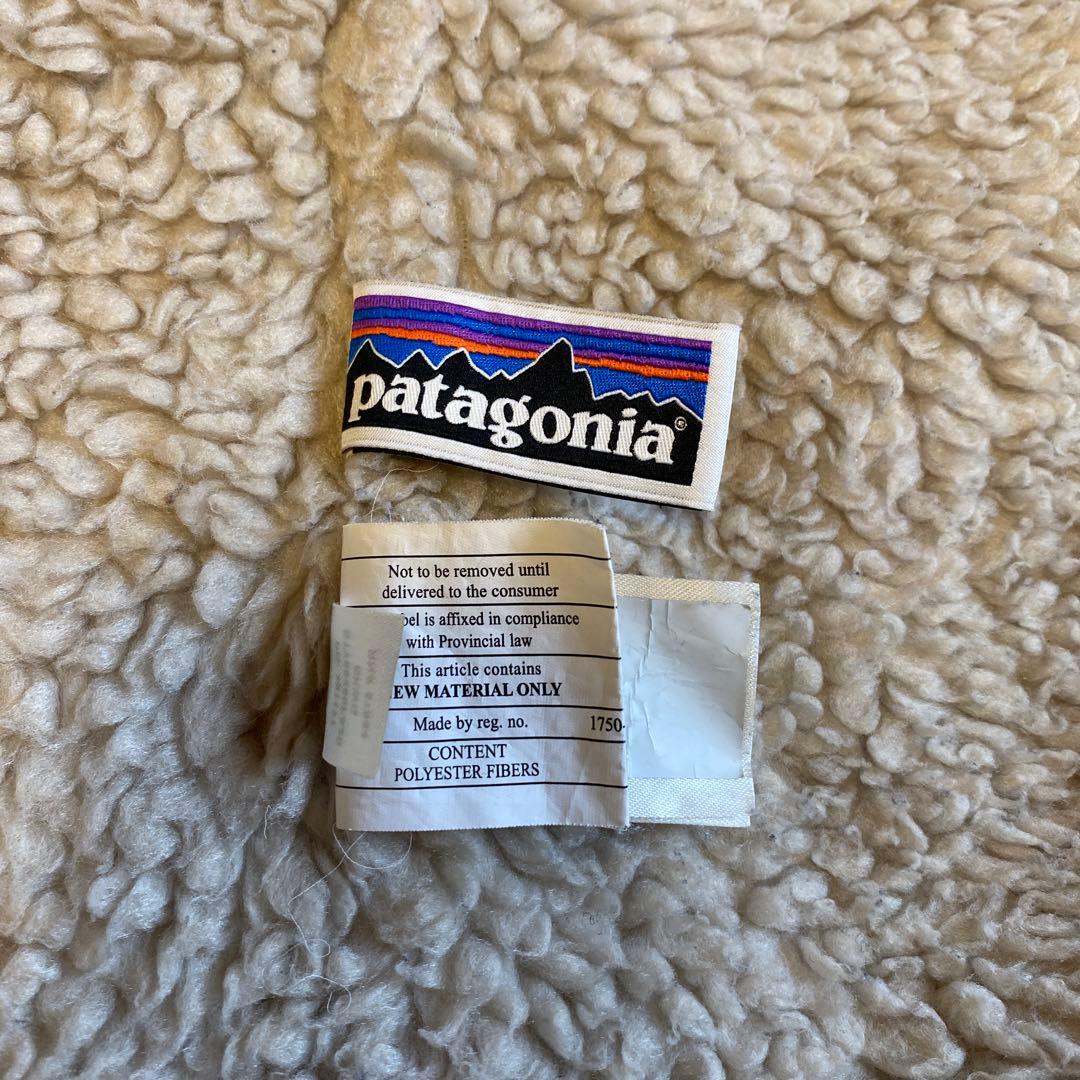 patagonia®
Not to be removed until
delivered to the consumer
bel is affixed in compliance
with Provincial law
This article contains
EW MATERIAL ONLY
Made by reg. no. 1750-
CONTENT
POLYESTER FIBERS